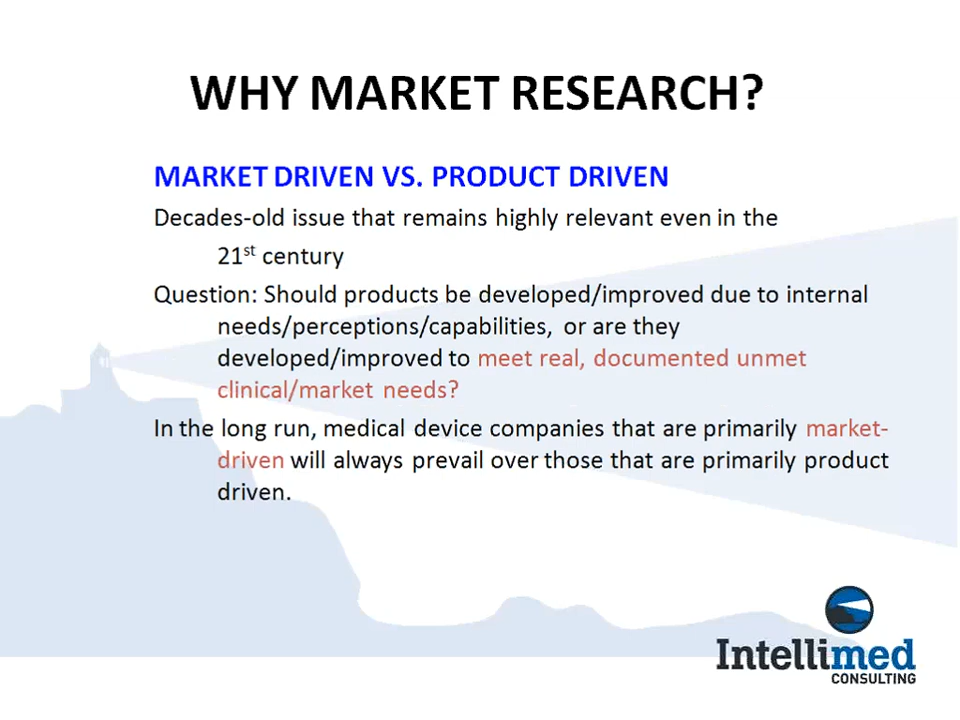 WHY MARKET RESEARCH?
MARKET DRIVEN VS. PRODUCT DRIVEN
Decades-old issue that remains highly relevant even in the
21st century
Question: Should products be developed/improved due to internal
needs/perceptions/capabilities, or are they
developed/improved to meet real, documented unmet
clinical/market needs?
In the long run, medical device companies that are primarily market-
driven will always prevail over those that are primarily product
driven.
Intellimed
CONSULTING